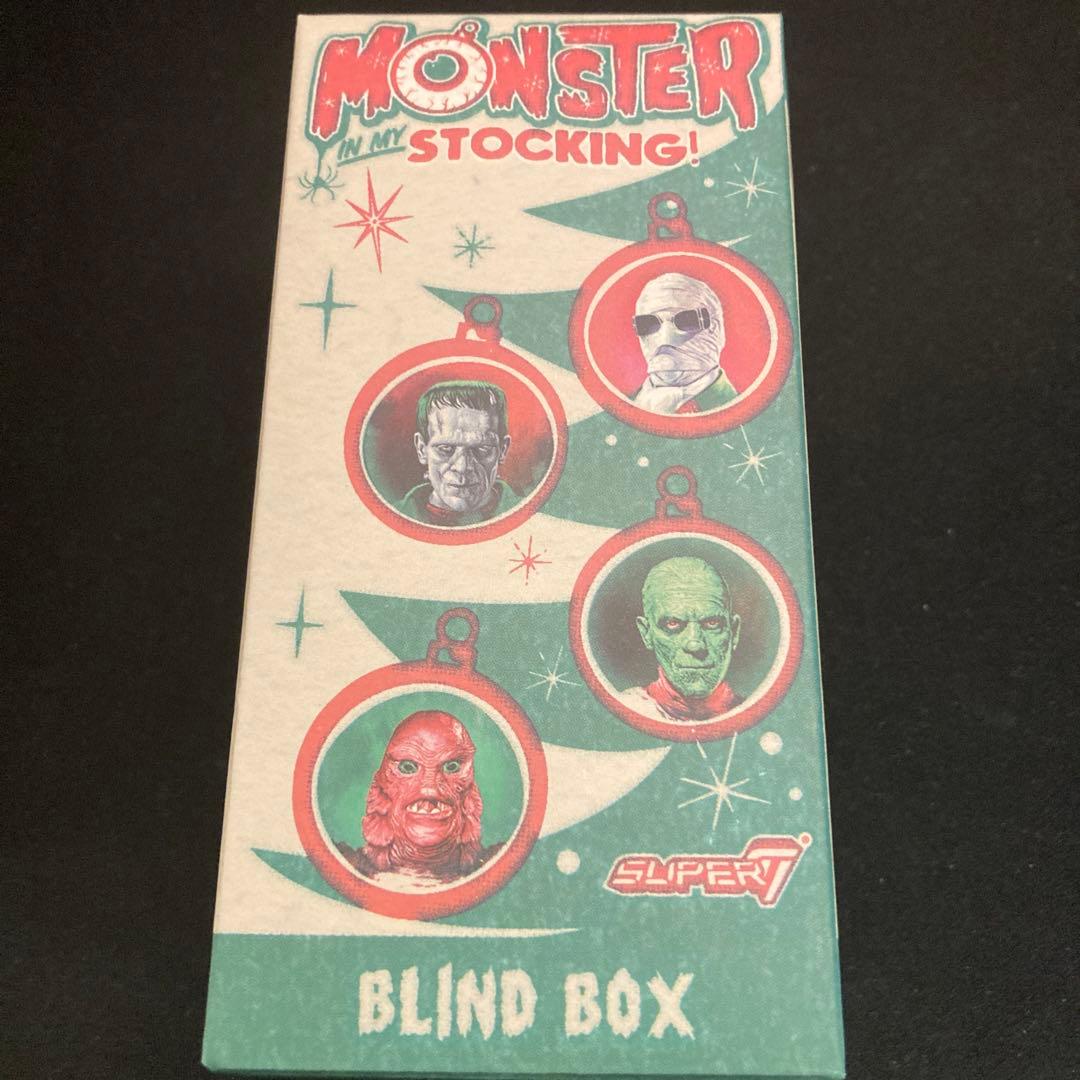 MONSTER
IN MY STOCKING!
SUPER7
BLIND BOX